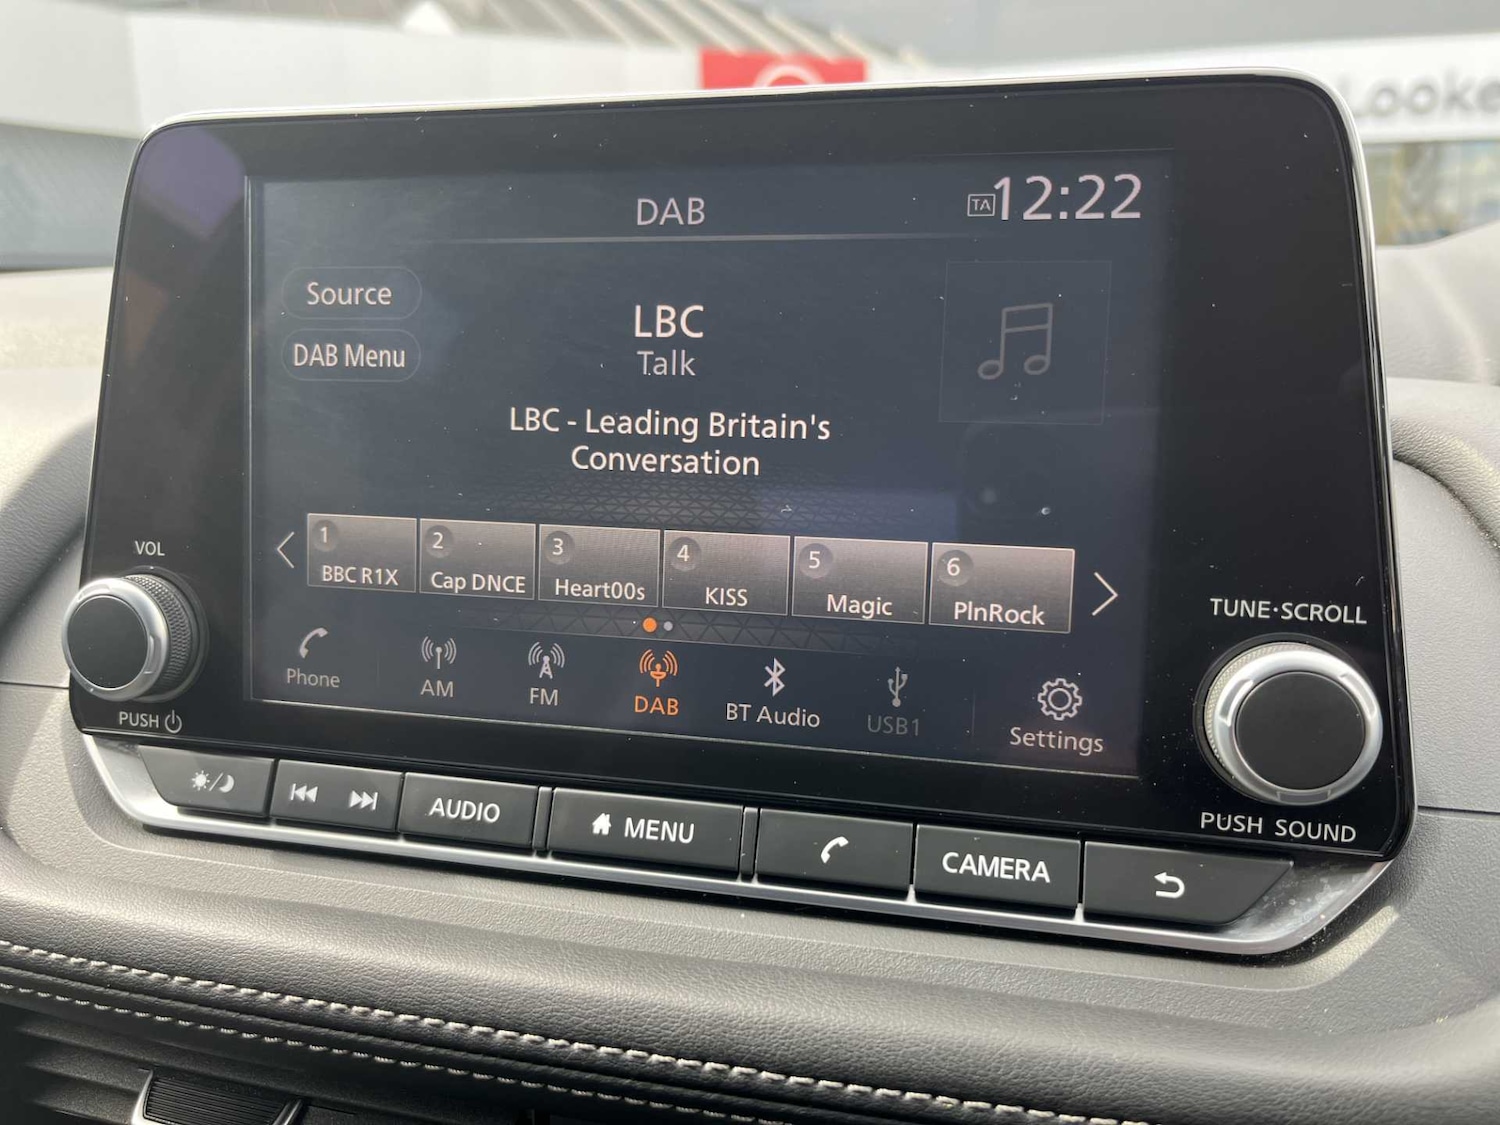 Looke
DAB
TA 12:22
Source
LBC
DAB Menu
Talk
LBC - Leading Britain's
Conversation
1 BBC R1X
2 Cap DNCE
3 Heart00s
4 KISS
5 Magic
6 PlnRock
VOL
TUNE·SCROLL
Phone
AM
FM
DAB
BT Audio
USB1
Settings
PUSH
PUSH SOUND
AUDIO
MENU
CAMERA